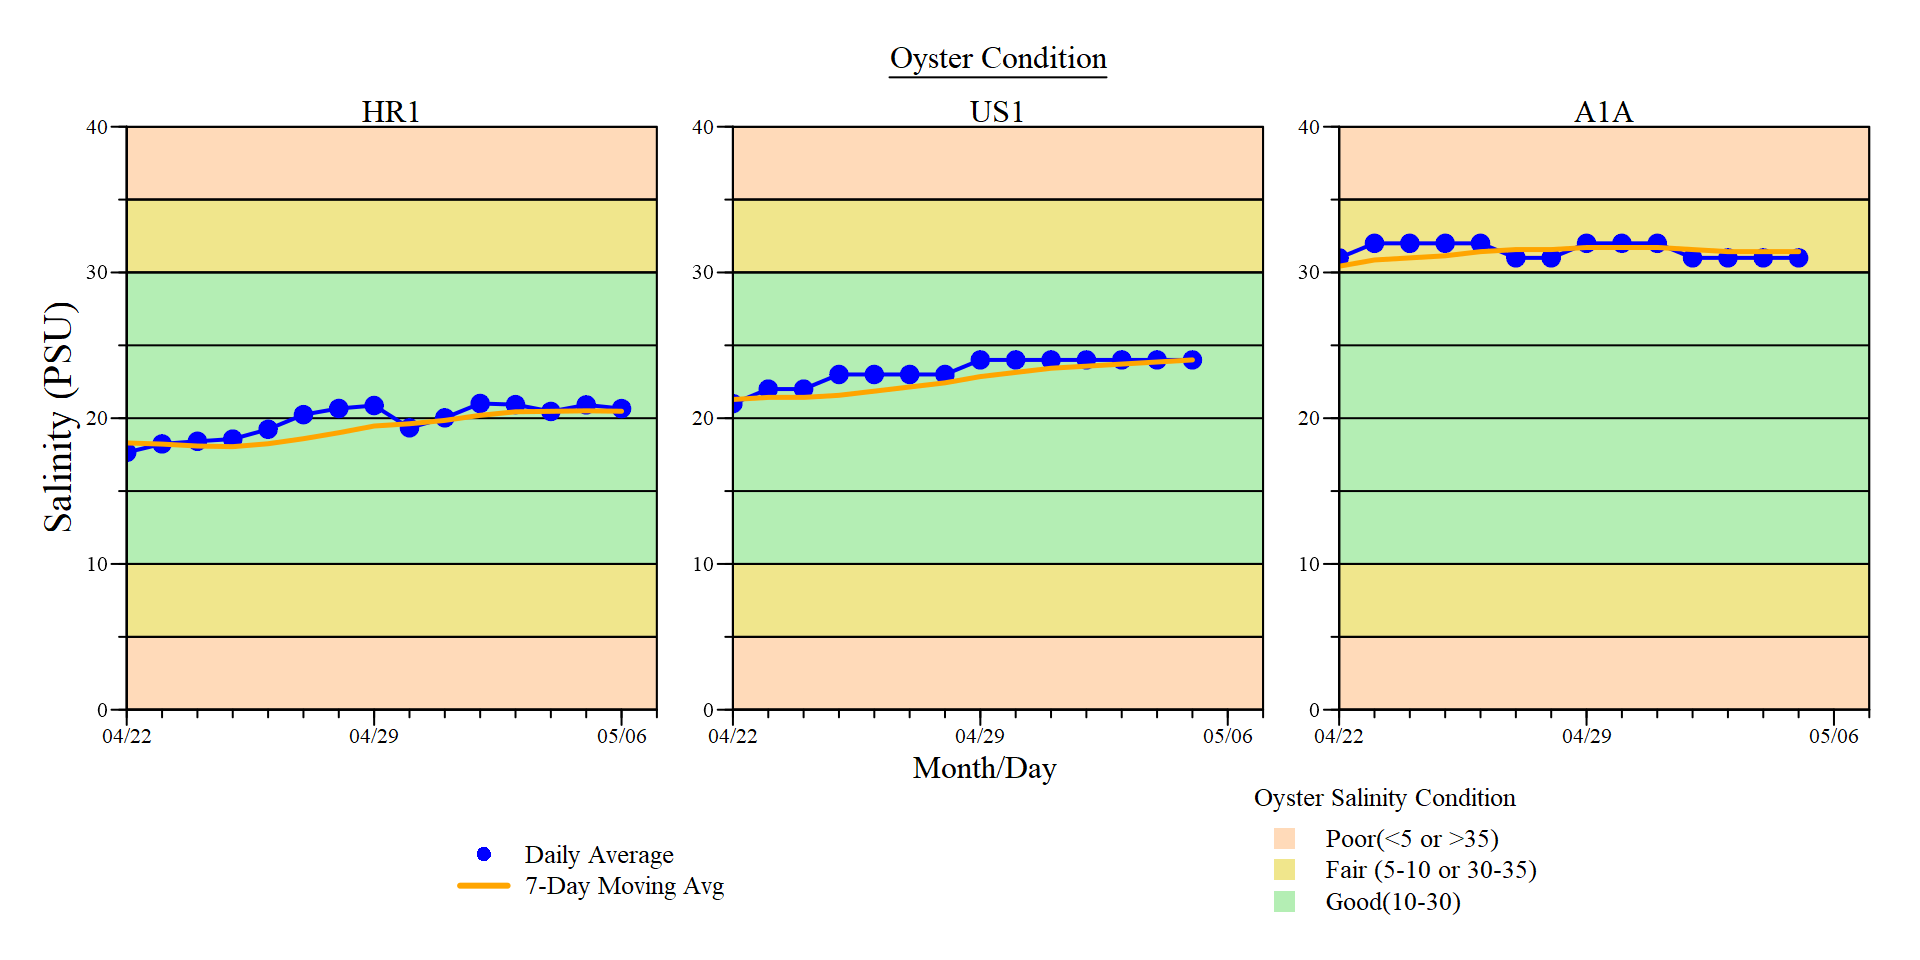 Oyster Condition
HR1
US1
A1A
Salinity (PSU)
40
30
20
10
0
04/22
04/29
05/06
40
30
20
10
0
04/22
04/29
05/06
40
30
20
10
0
04/22
04/29
05/06
Month/Day
Daily Average
7-Day Moving Avg
Oyster Salinity Condition
Poor(<5 or >35)
Fair (5-10 or 30-35)
Good(10-30)